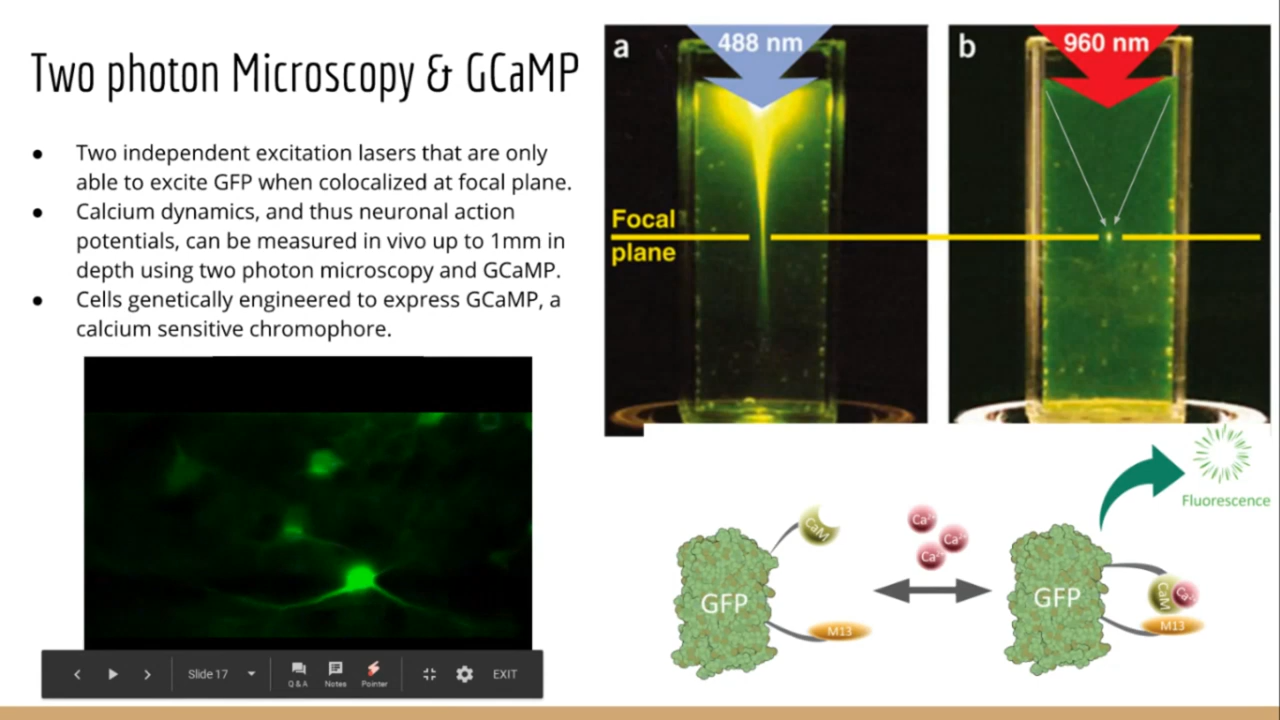 Two photon Microscopy & GCaMP
● Two independent excitation lasers that are only
able to excite GFP when colocalized at focal plane.
● Calcium dynamics, and thus neuronal action
potentials, can be measured in vivo up to 1mm in
depth using two photon microscopy and GCaMP.
● Cells genetically engineered to express GCaMP, a
calcium sensitive chromophore.
a
488 nm
b
960 nm
Focal
plane
Fluorescence
CaM
Ca²⁺
Ca²⁺
Ca²⁺
GFP
M13
GFP
CaM
Ca²⁺
M13
Slide 17
Q & A
Notes
Pointer
EXIT